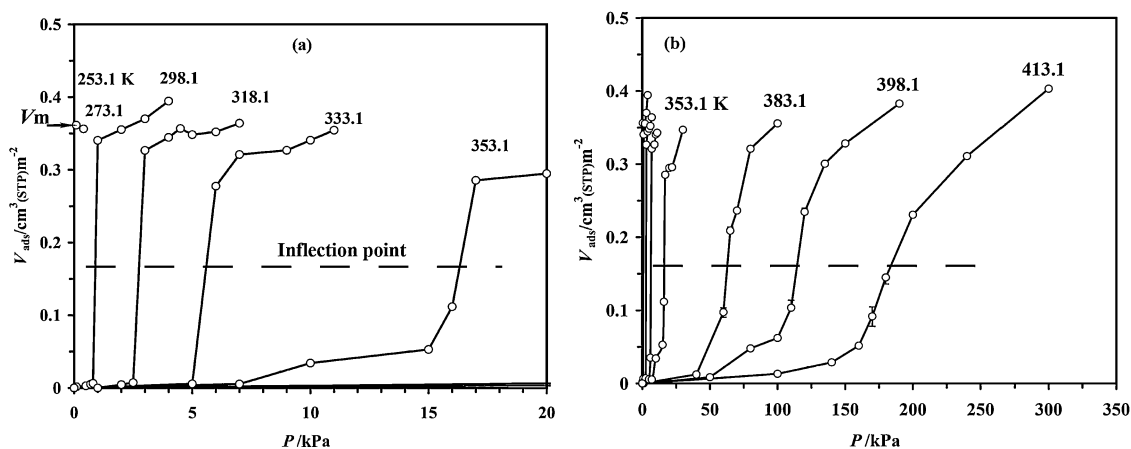 (a)
253.1 K
298.1
273.1
318.1
333.1
353.1
Vm
Inflection point
0.5
0.4
0.3
0.2
0.1
0
V ads/cm3(STP)m-2
0 5 10 15 20
P /kPa
(b)
353.1 K
383.1
398.1
413.1
0.5
0.4
0.3
0.2
0.1
0
V ads/cm3(STP)m-2
0 50 100 150 200 250 300 350
P /kPa